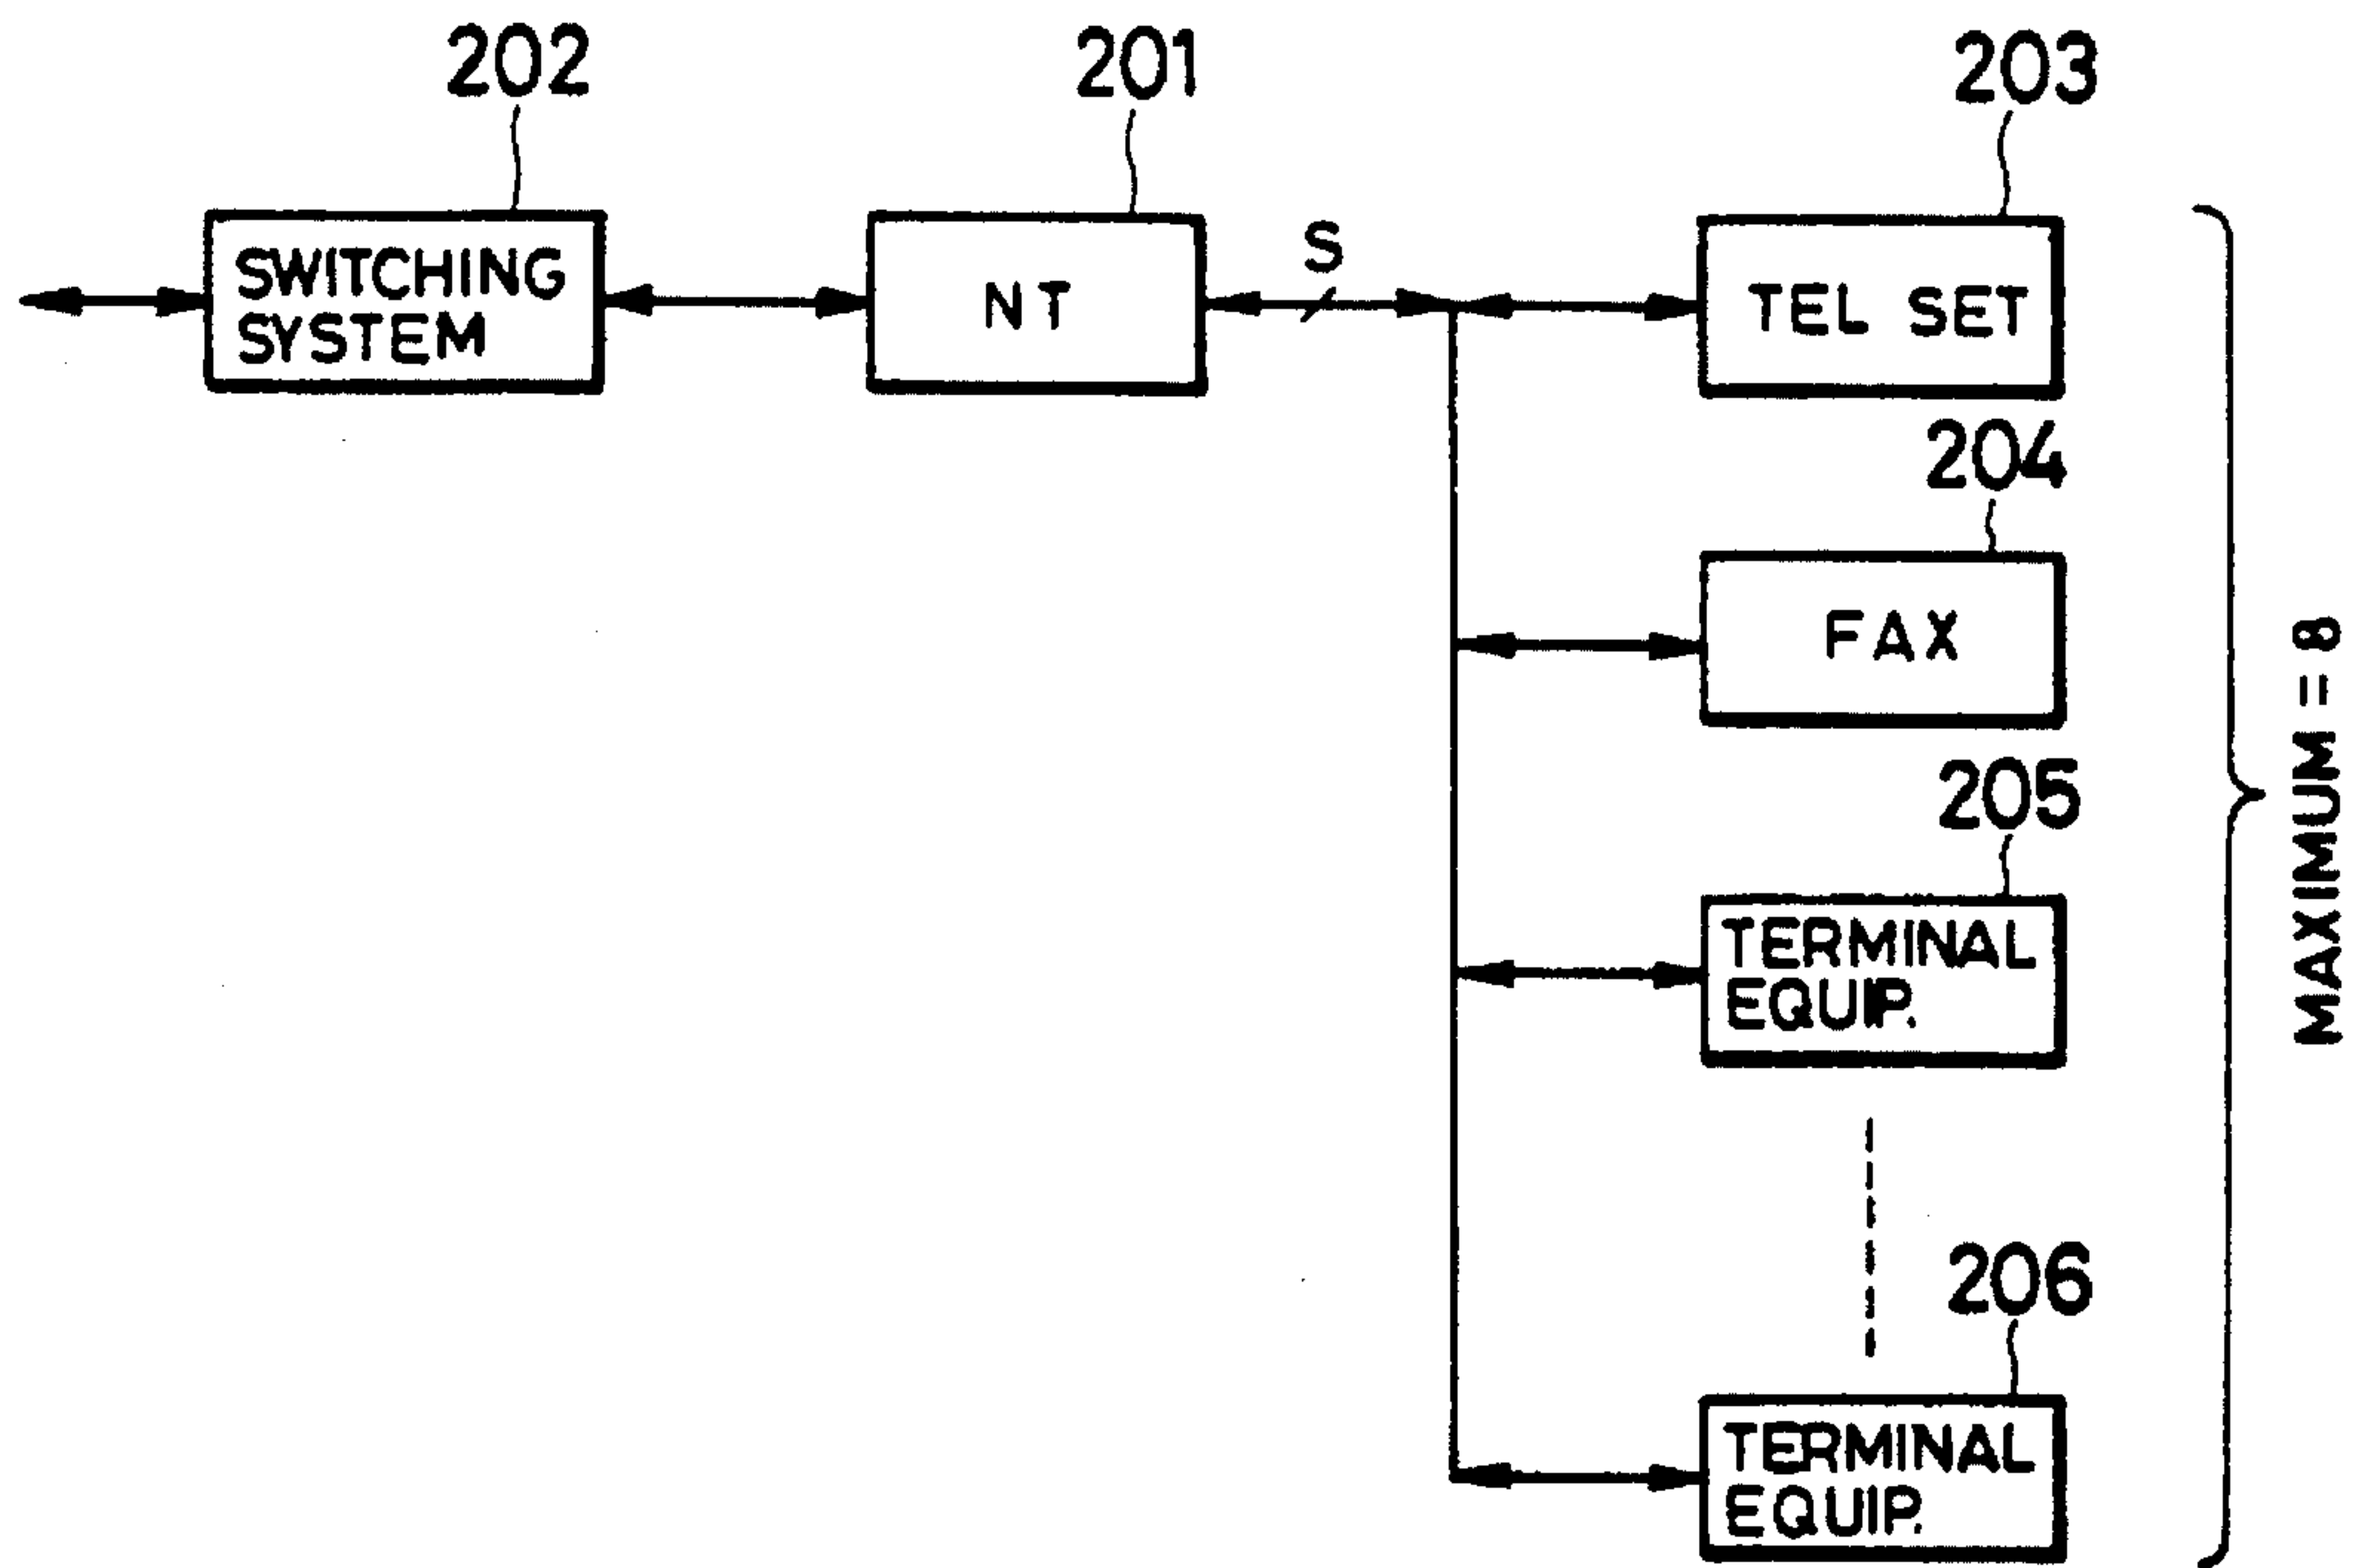 202
201
203
SWITCHING
SYSTEM
NT
S
TEL SET
204
FAX
205
TERMINAL
EQUIP.
206
TERMINAL
EQUIP.
MAXIMUM = 8